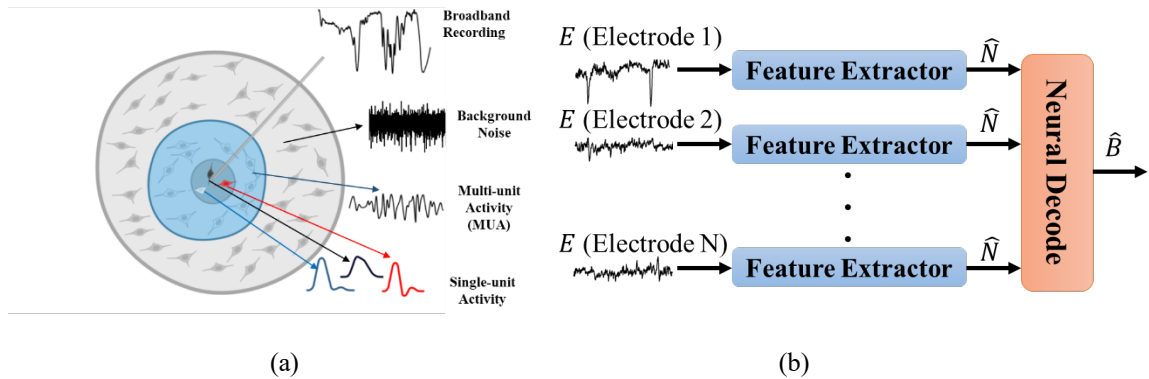 Broadband
Recording
Background
Noise
Multi-unit
Activity
(MUA)
Single-unit
Activity
(a)
E (Electrode 1)
Feature Extractor
N̂
E (Electrode 2)
Feature Extractor
N̂
E (Electrode N)
Feature Extractor
N̂
Neural Decode
B̂
(b)